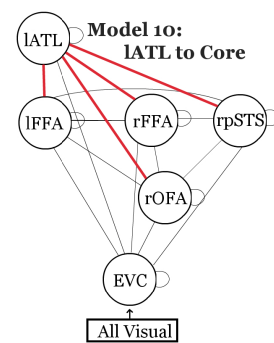 Model 10:
lATL to Core
lATL
lFFA
rFFA
rpSTS
rOFA
EVC
All Visual